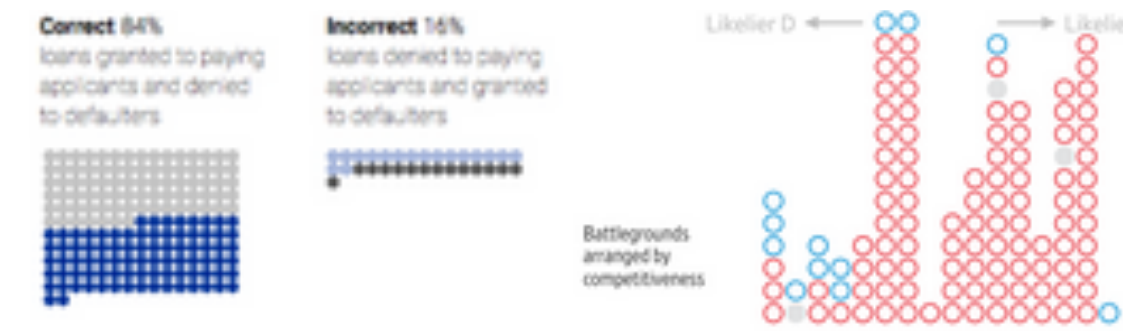 Correct 84%
loans granted to paying
applicants and denied
to defaulters
Incorrect 16%
loans denied to paying
applicants and granted
to defaulters
Likelier D
Likelie
Battlegrounds
arranged by
competitiveness